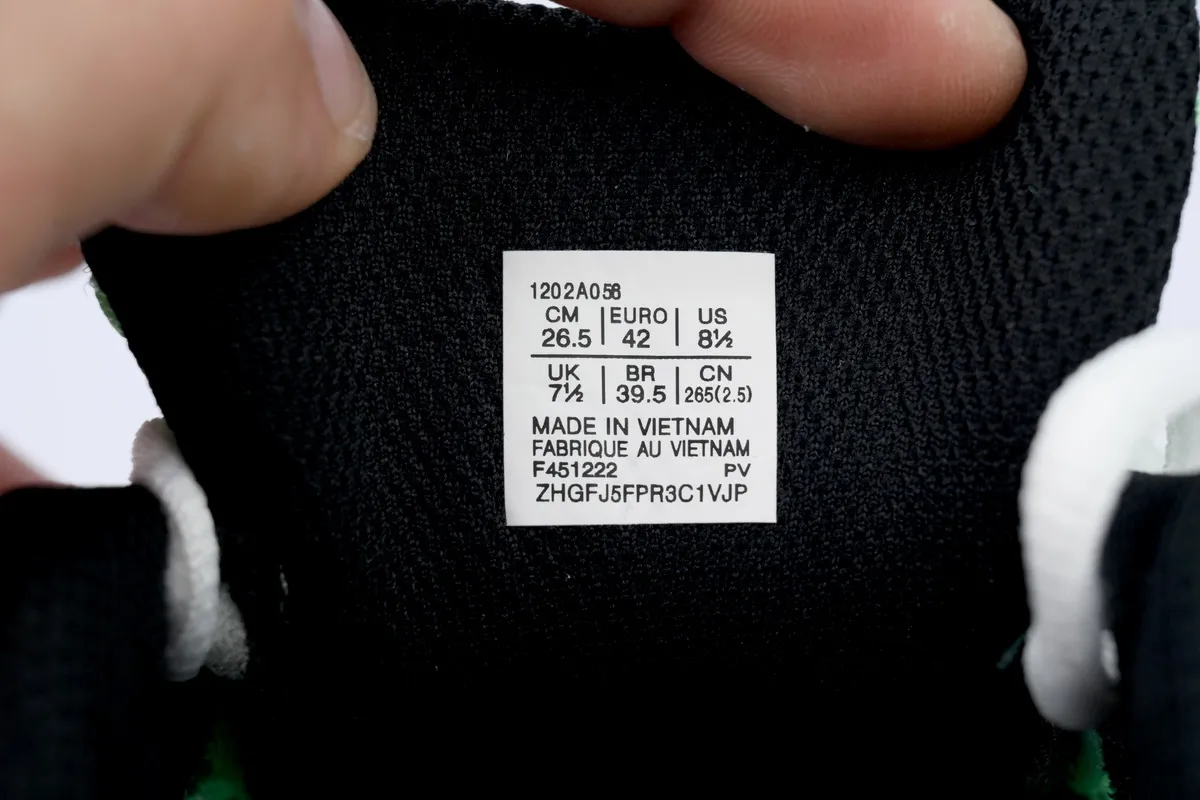 1202A056
CM | EURO | US
26.5 | 42 | 8½
UK | BR | CN
7½ | 39.5 | 265(2.5)
MADE IN VIETNAM
FABRIQUE AU VIETNAM
F451222 PV
ZHGFJ5FPR3C1VJP